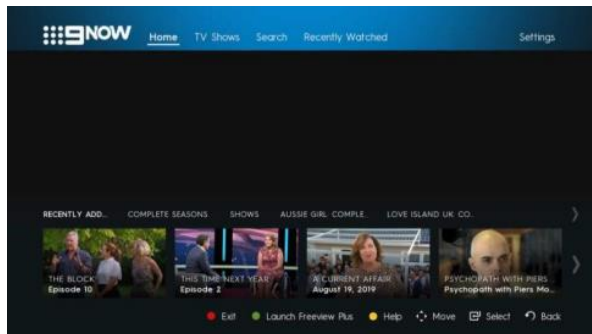 9NOW Home TV Shows Search Recently Watched Settings
RECENTLY ADD... COMPLETE SEASONS SHOWS AUSSIE GIRL COMPLE.. LOVE ISLAND UK CO..
THE BLOCK
Episode 10
THIS TIME NEXT YEAR
Episode 2
A CURRENT AFFAIR
August 19, 2019
PSYCHOPATH WITH PIERS
Psychopath with Piers Mo...
Exit Launch Freeview Plus Help Move Select Back